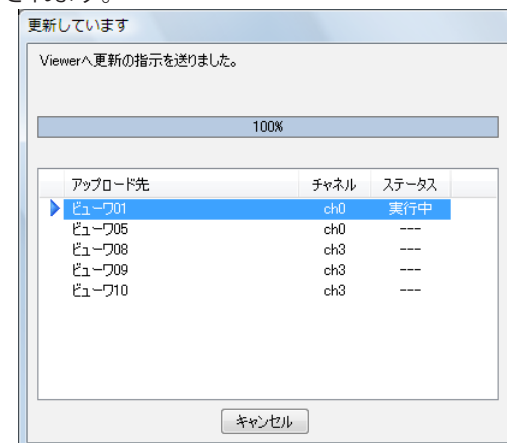 されます。
更新しています
Viewerへ更新の指示を送りました。
100%
アップロード先 チャネル ステータス
ビューワ01 ch0 実行中
ビューワ05 ch0 ---
ビューワ08 ch3 ---
ビューワ09 ch3 ---
ビューワ10 ch3 ---
キャンセル